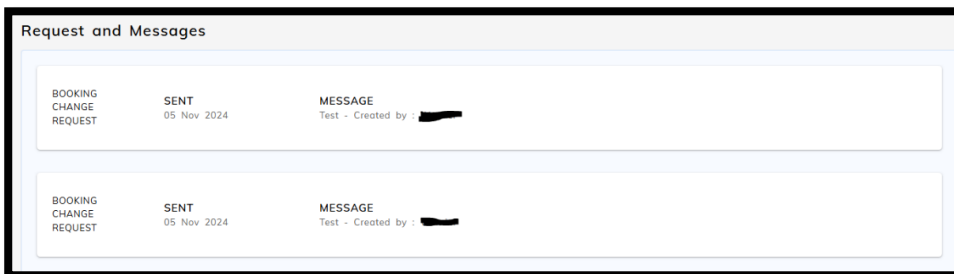 Request and Messages
BOOKING
CHANGE
REQUEST
SENT
05 Nov 2024
MESSAGE
Test - Created by :
BOOKING
CHANGE
REQUEST
SENT
05 Nov 2024
MESSAGE
Test - Created by :